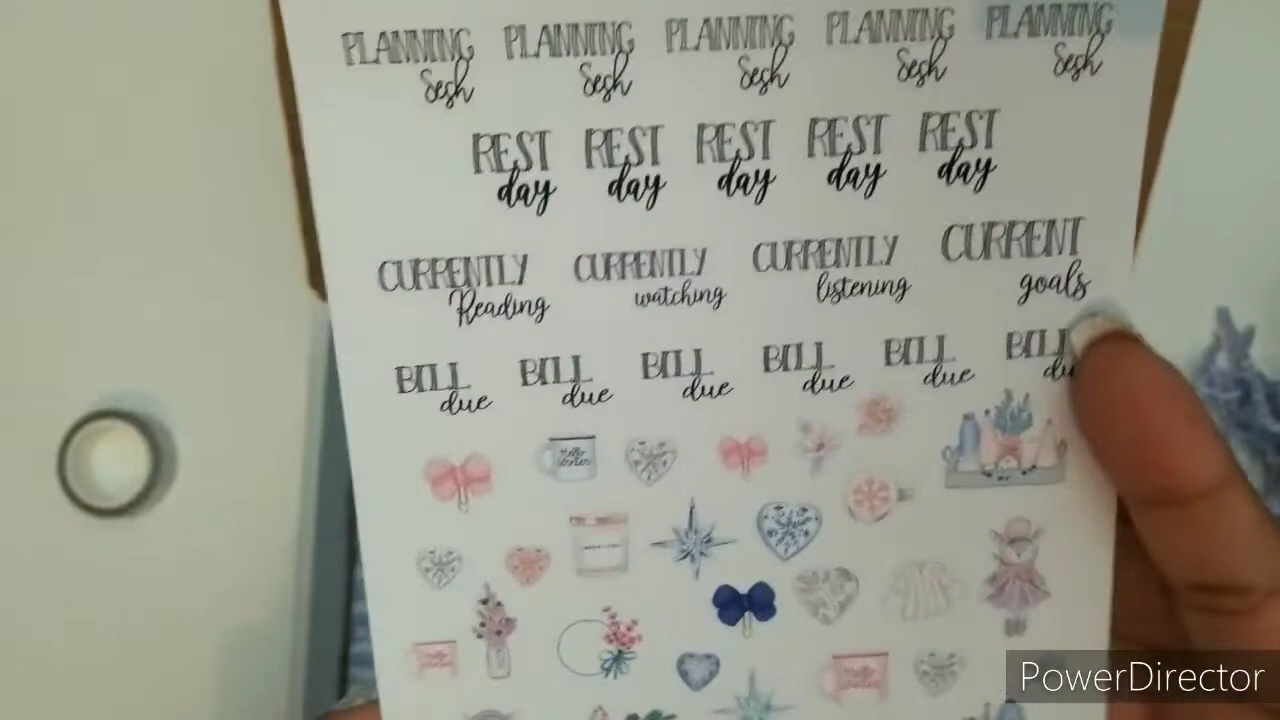 PLANNING PLANNING PLANNING PLANNING PLANNING
Sesh Sesh Sesh Sesh Sesh
REST REST REST REST REST
day day day day day
CURRENTLY CURRENTLY CURRENTLY CURRENT
Reading watching listening goals
BILL BILL BILL BILL BILL BILL
due due due due due du
Hello
PowerDirector